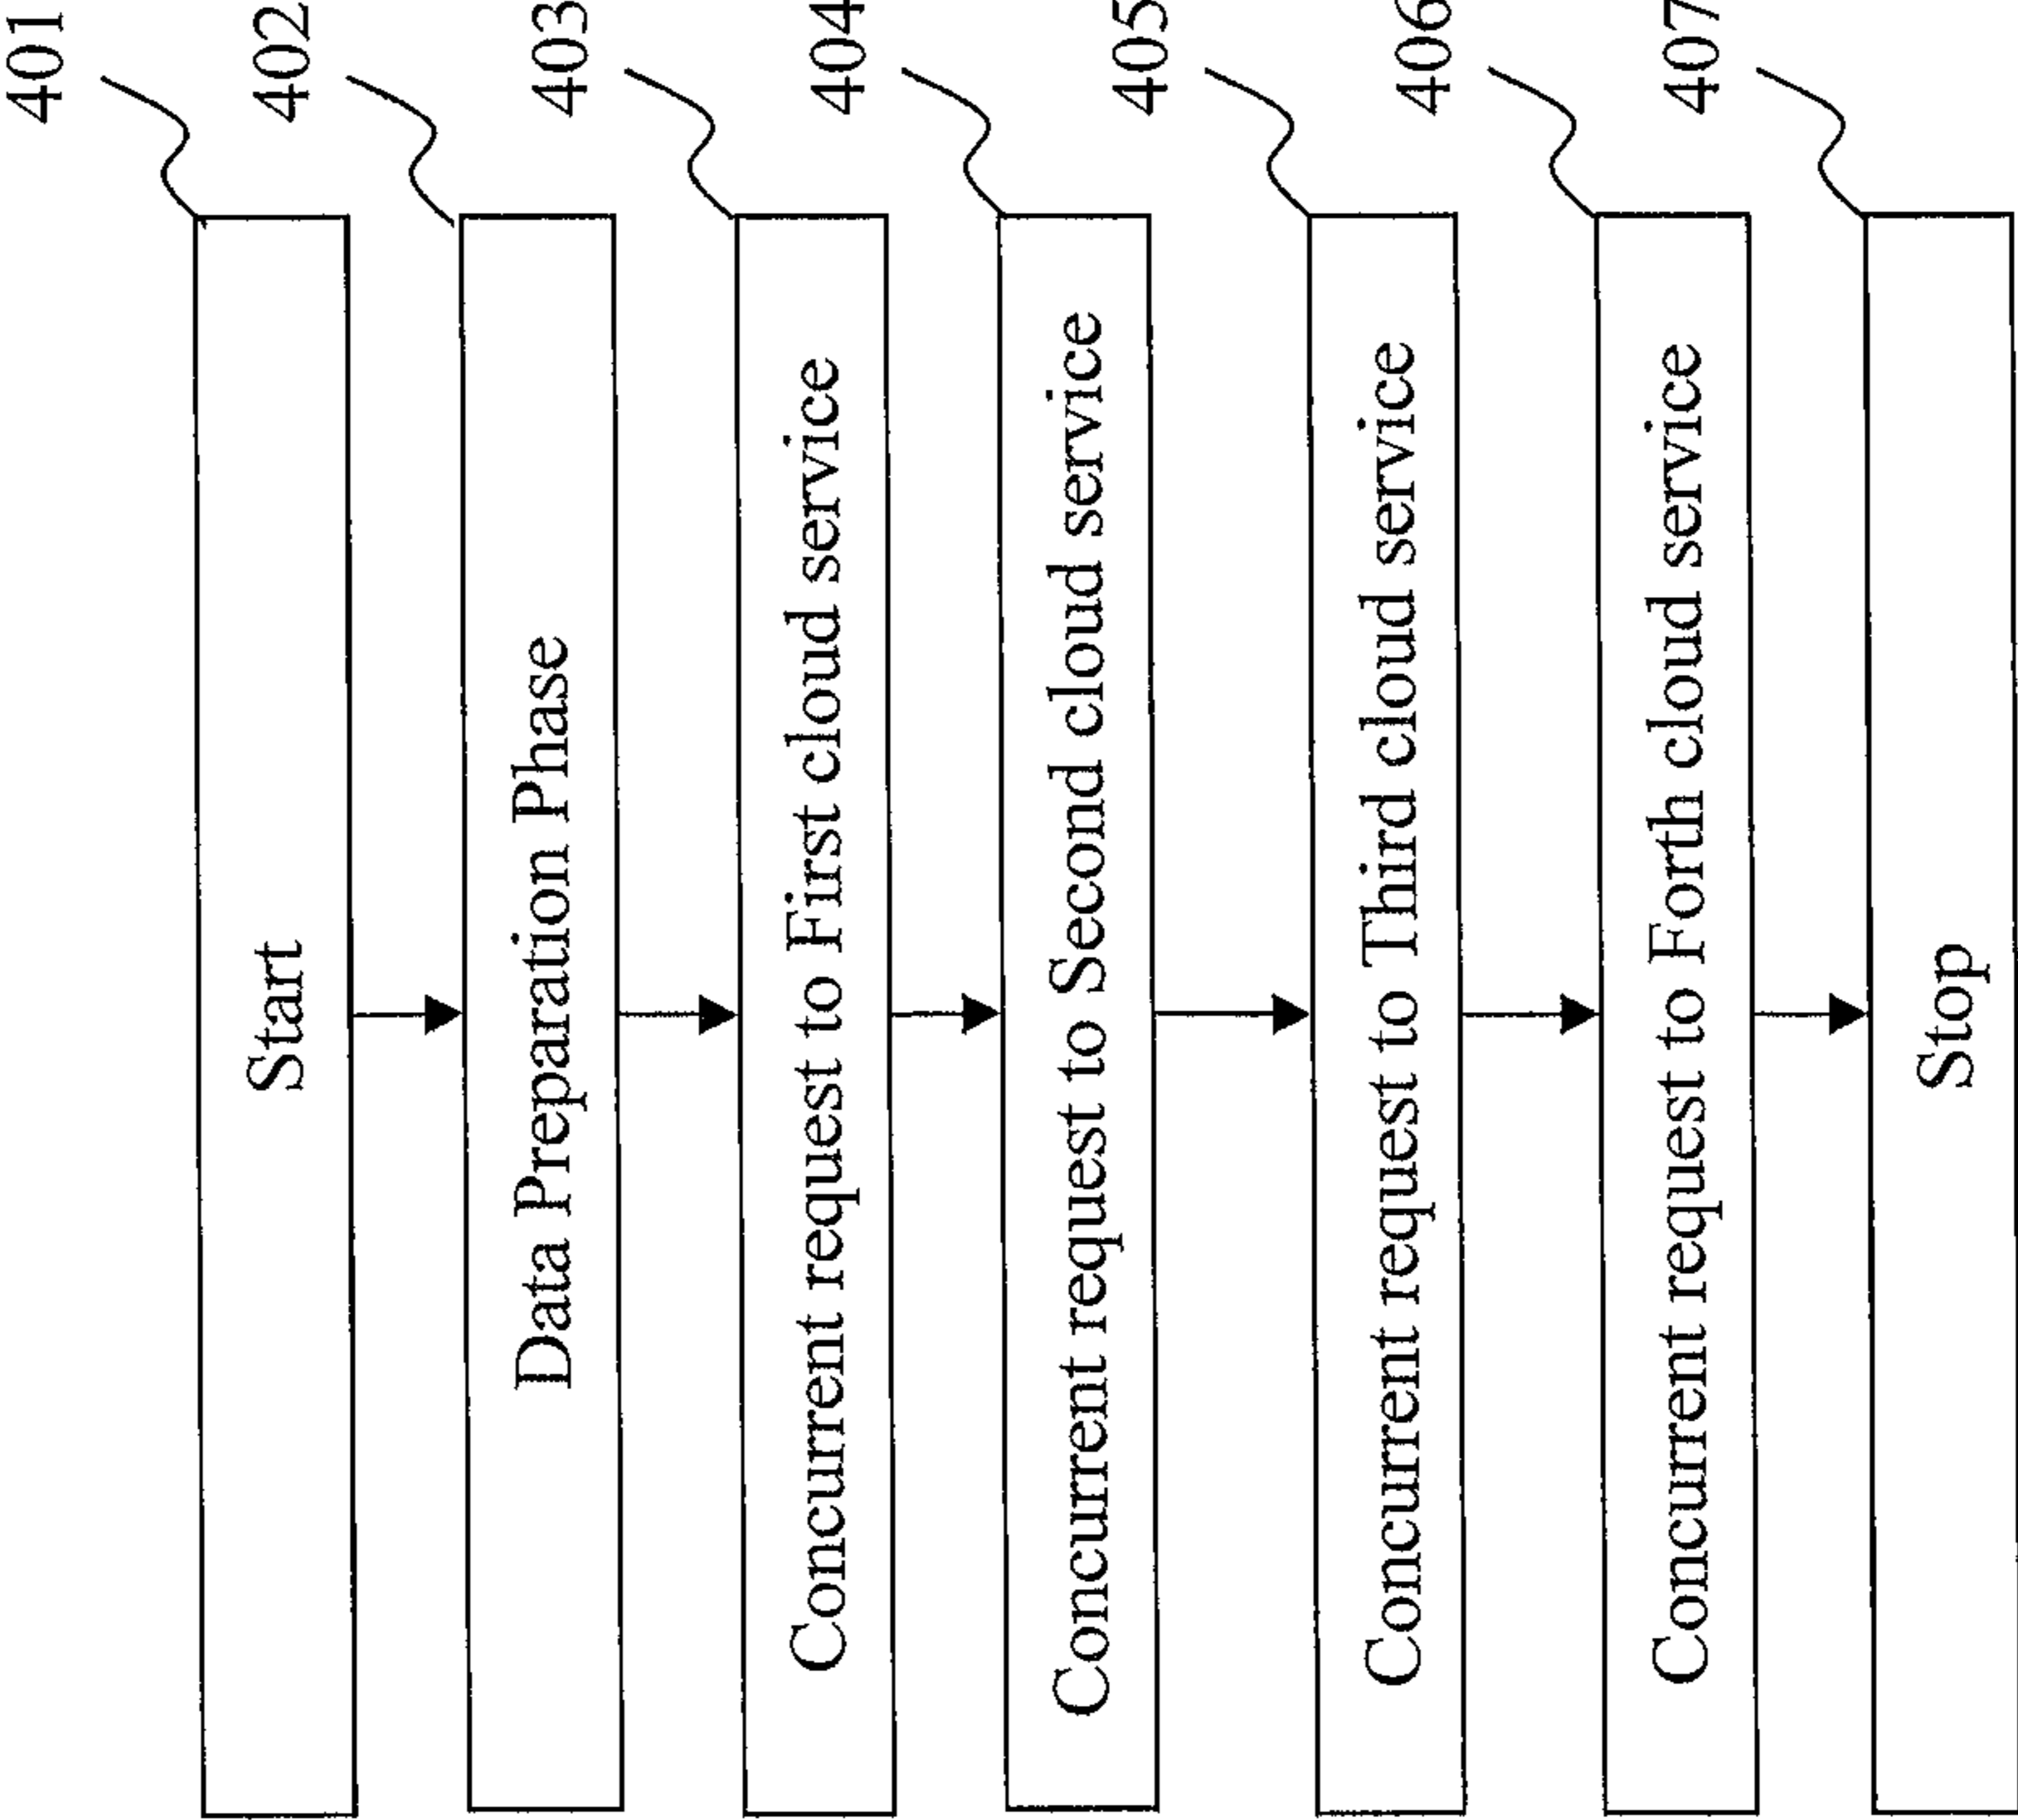 401
Start
402
Data Preparation Phase
403
Concurrent request to First cloud service
404
Concurrent request to Second cloud service
405
Concurrent request to Third cloud service
406
Concurrent request to Forth cloud service
407
Stop